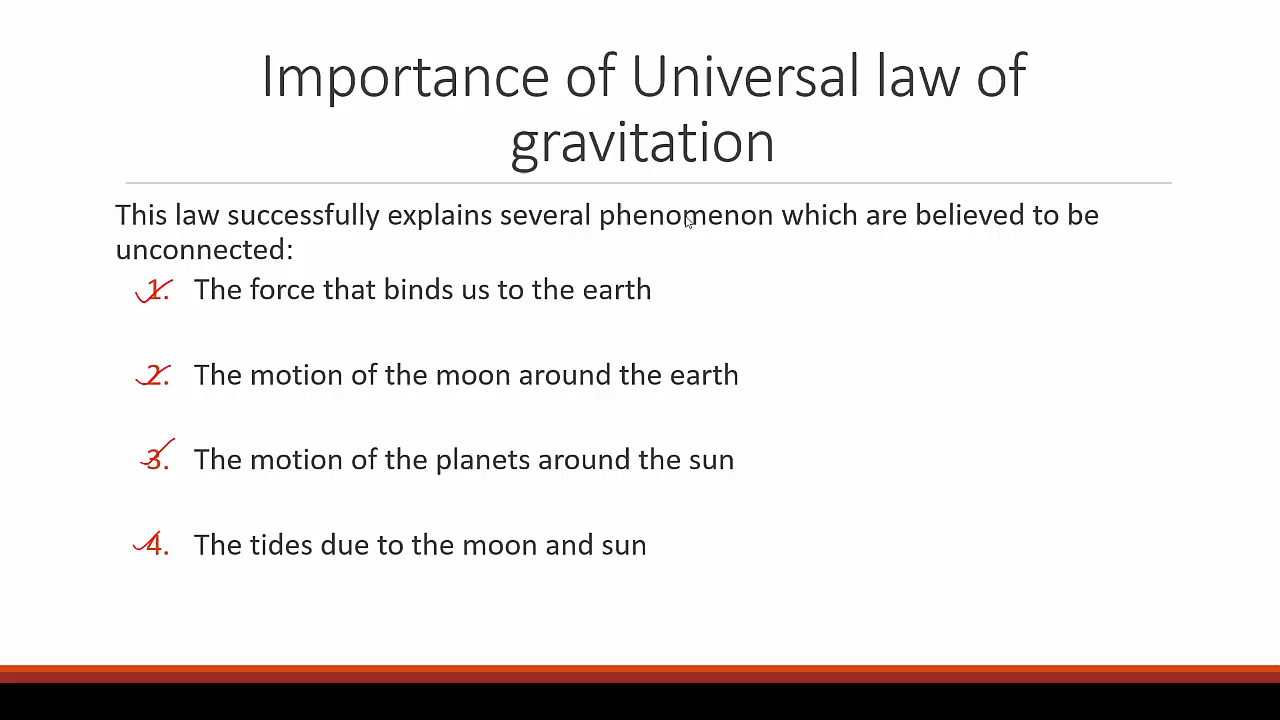 Importance of Universal law of
gravitation
This law successfully explains several phenomenon which are believed to be
unconnected:
1. The force that binds us to the earth
2. The motion of the moon around the earth
3. The motion of the planets around the sun
4. The tides due to the moon and sun